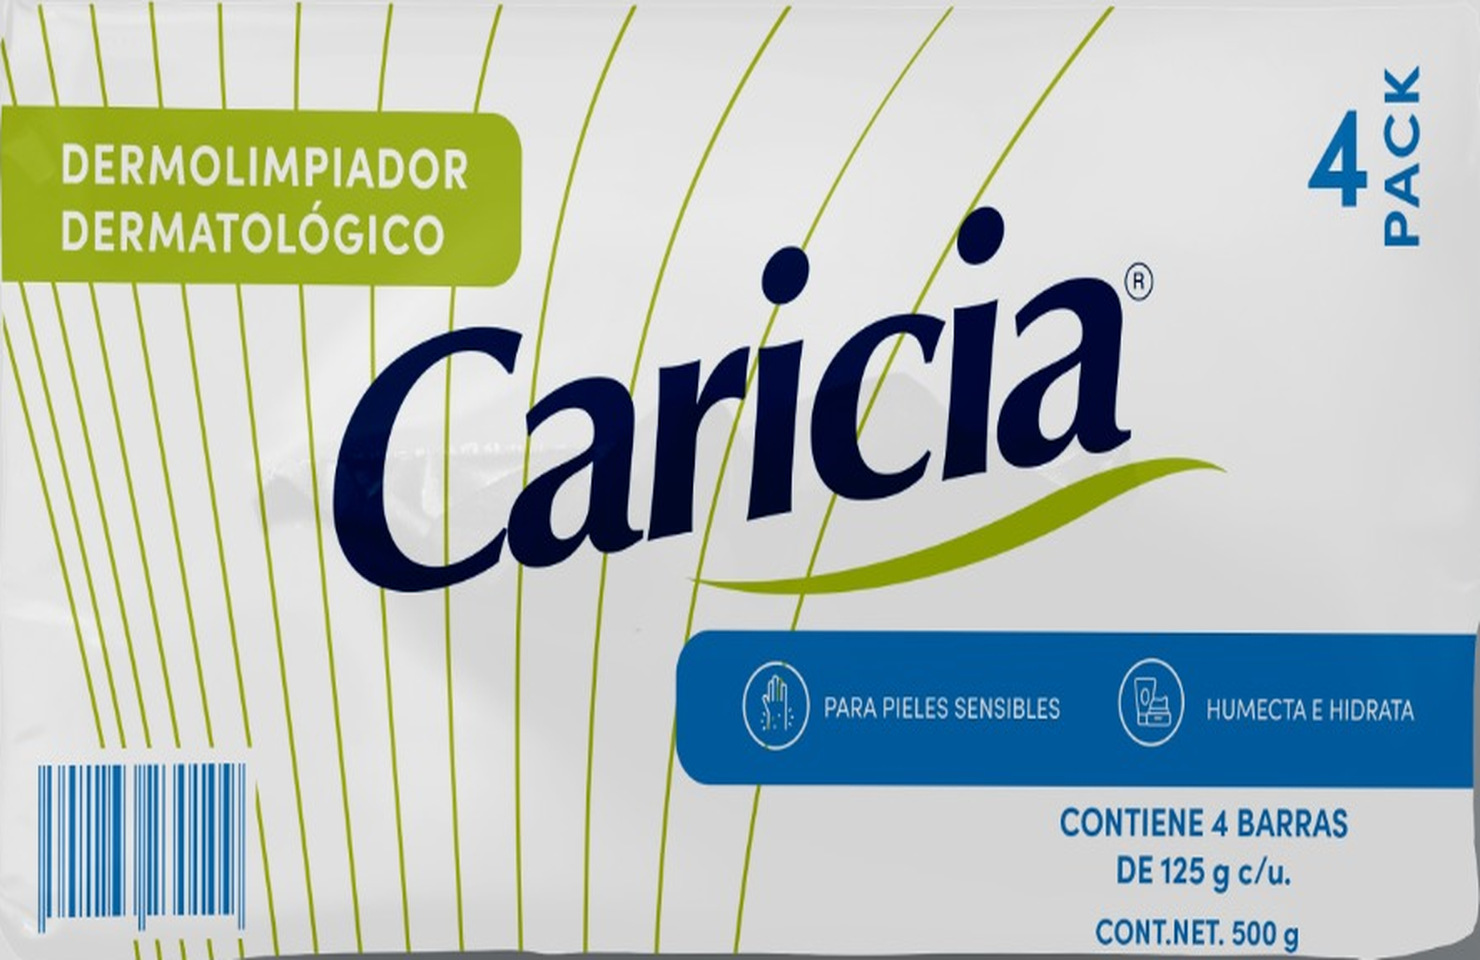 DERMOLIMPIADOR
DERMATOLÓGICO
4 PACK
Caricia®
PARA PIELES SENSIBLES
HUMECTA E HIDRATA
CONTIENE 4 BARRAS
DE 125 g c/u.
CONT.NET. 500 g